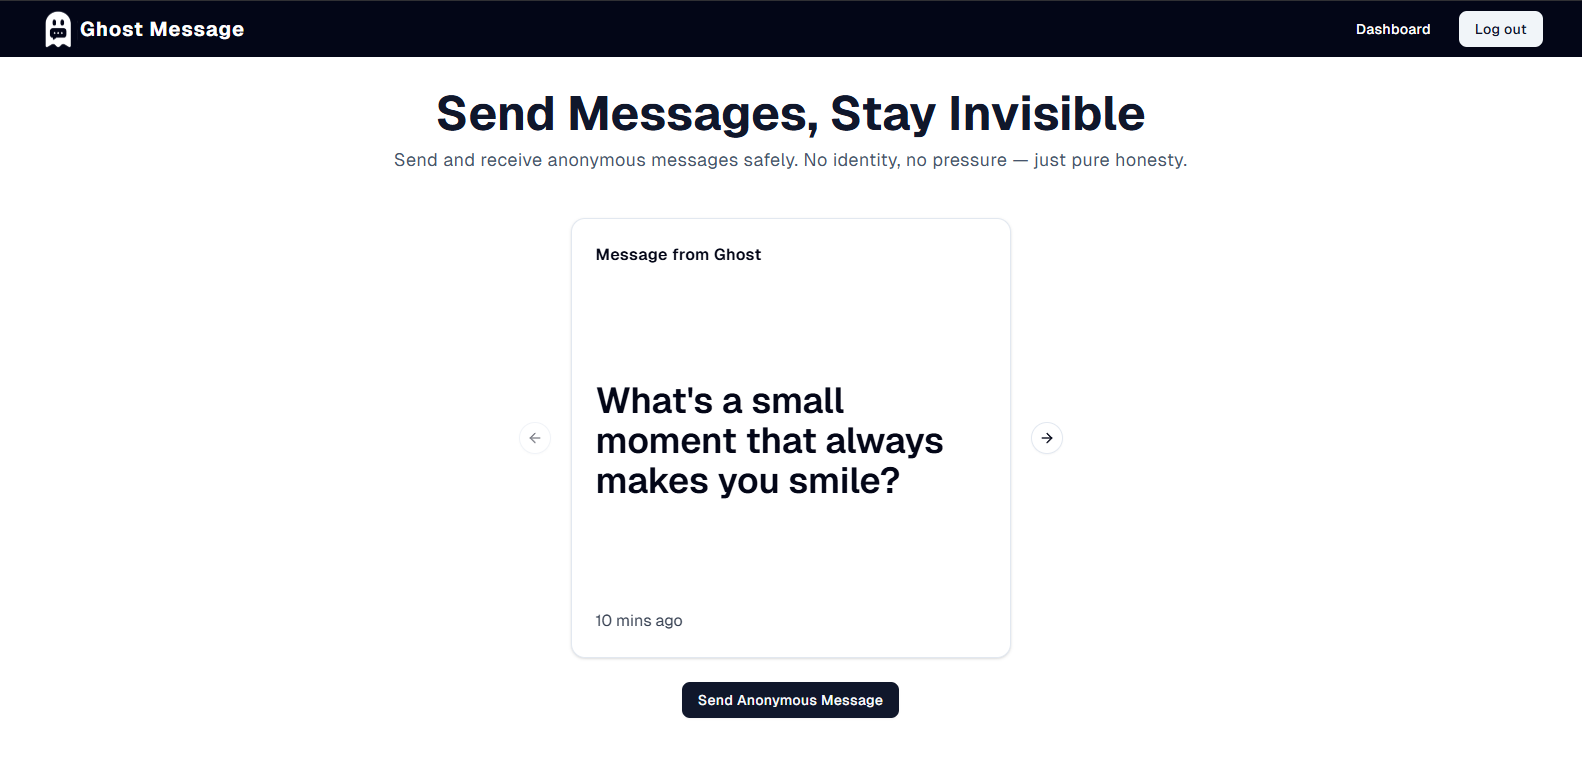 Ghost Message
Dashboard
Log out
Send Messages, Stay Invisible
Send and receive anonymous messages safely. No identity, no pressure — just pure honesty.
Message from Ghost
What's a small
moment that always
makes you smile?
10 mins ago
Send Anonymous Message